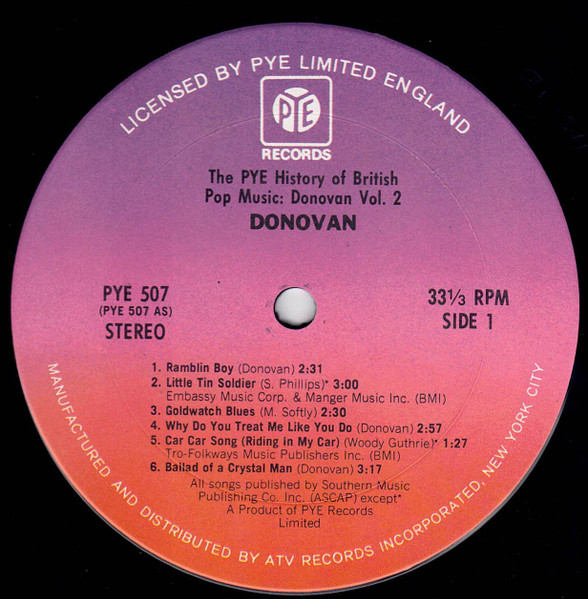 LICENSED BY PYE LIMITED ENGLAND
PYE
RECORDS
The PYE History of British
Pop Music: Donovan Vol. 2
DONOVAN
PYE 507
(PYE 507 AS)
STEREO
33⅓ RPM
SIDE 1
1. Ramblin Boy (Donovan) 2:31
2. Little Tin Soldier (S. Phillips)* 3:00
Embassy Music Corp. & Manger Music Inc. (BMI)
3. Goldwatch Blues (M. Softly) 2:30
4. Why Do You Treat Me Like You Do (Donovan) 2:57
5. Car Car Song (Riding in My Car) (Woody Guthrie)* 1:27
Tro-Folkways Music Publishers Inc. (BMI)
6. Ballad of a Crystal Man (Donovan) 3:17
All songs published by Southern Music
Publishing Co. Inc. (ASCAP) except*
A Product of PYE Records
Limited
MANUFACTURED AND DISTRIBUTED BY ATV RECORDS INCORPORATED, NEW YORK CITY